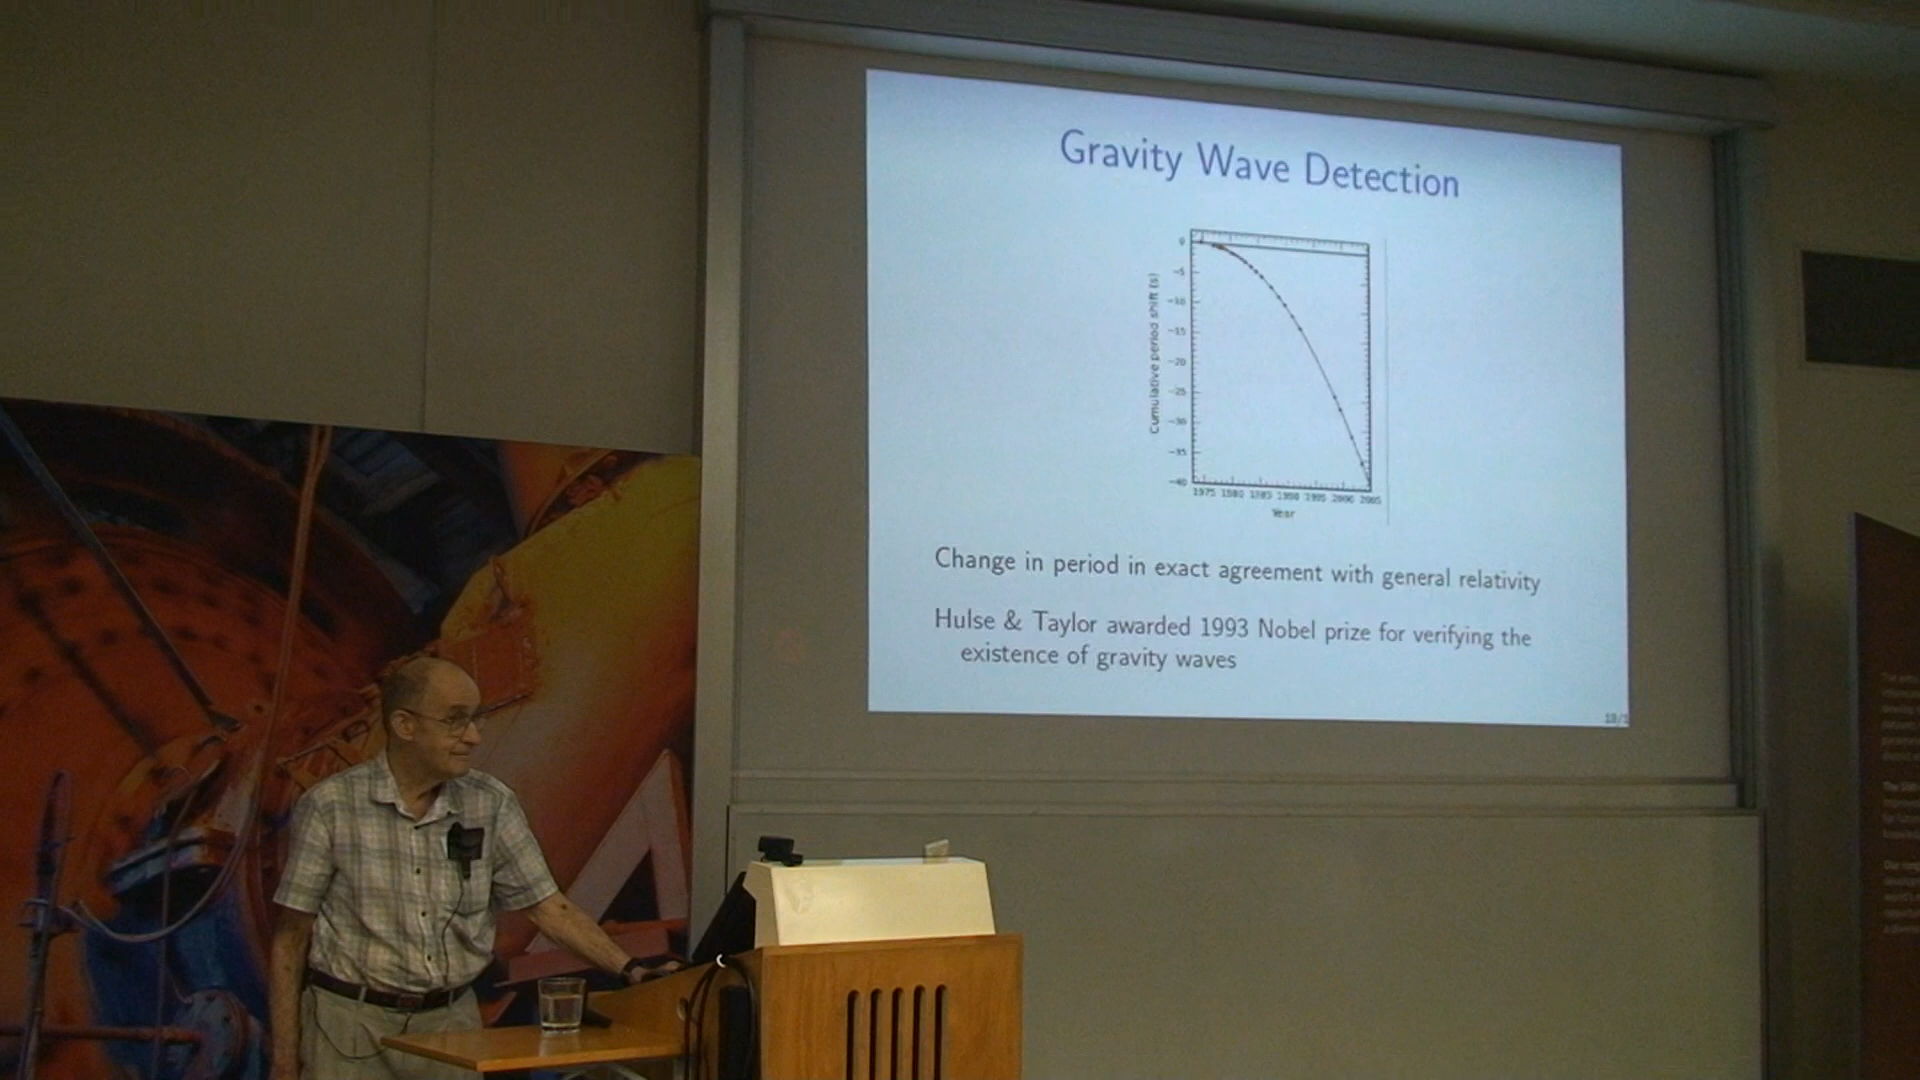 Gravity Wave Detection
Cumulative period shift (s)
0
-5
-10
-15
-20
-25
-30
-35
-40
1975 1980 1985 1990 1995 2000 2005
Year
Change in period in exact agreement with general relativity
Hulse & Taylor awarded 1993 Nobel prize for verifying the
existence of gravity waves